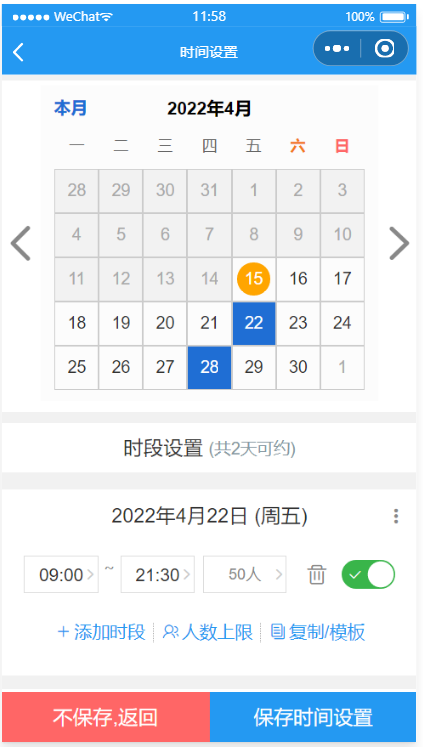 WeChat 11:58 100%
时间设置
本月 2022年4月
一 二 三 四 五 六 日
28 29 30 31 1 2 3
4 5 6 7 8 9 10
11 12 13 14 15 16 17
18 19 20 21 22 23 24
25 26 27 28 29 30 1
时段设置 (共2天可约)
2022年4月22日 (周五)
09:00 ~ 21:30 50人
+ 添加时段 人数上限 复制/模板
不保存,返回 保存时间设置